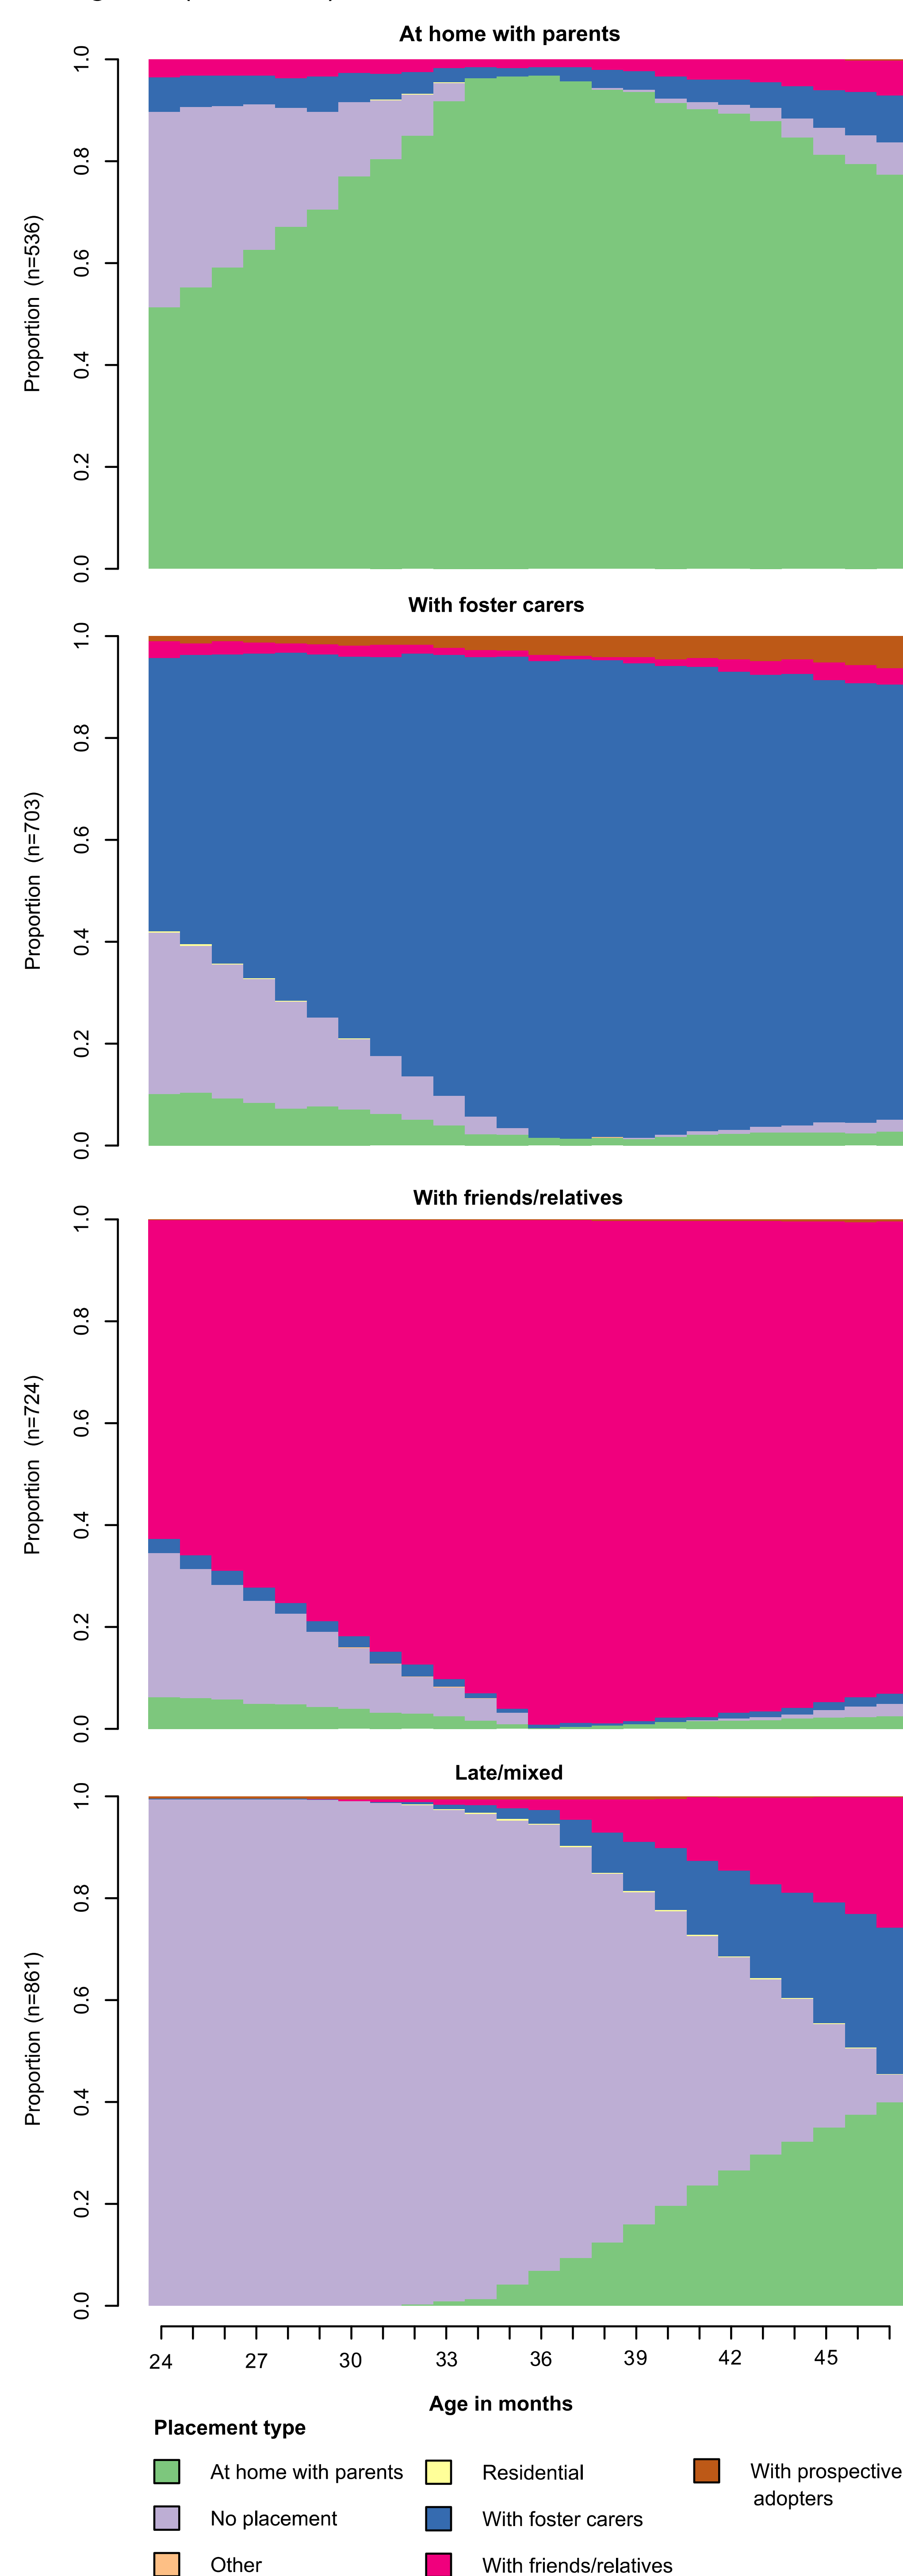 At home with parents
Proportion (n=536)
1.0
0.8
0.6
0.4
0.2
0.0
With foster carers
Proportion (n=703)
1.0
0.8
0.6
0.4
0.2
0.0
With friends/relatives
Proportion (n=724)
1.0
0.8
0.6
0.4
0.2
0.0
Late/mixed
Proportion (n=861)
1.0
0.8
0.6
0.4
0.2
0.0
24 27 30 33 36 39 42 45
Age in months
Placement type
At home with parents
No placement
Other
Residential
With foster carers
With friends/relatives
With prospective
adopters